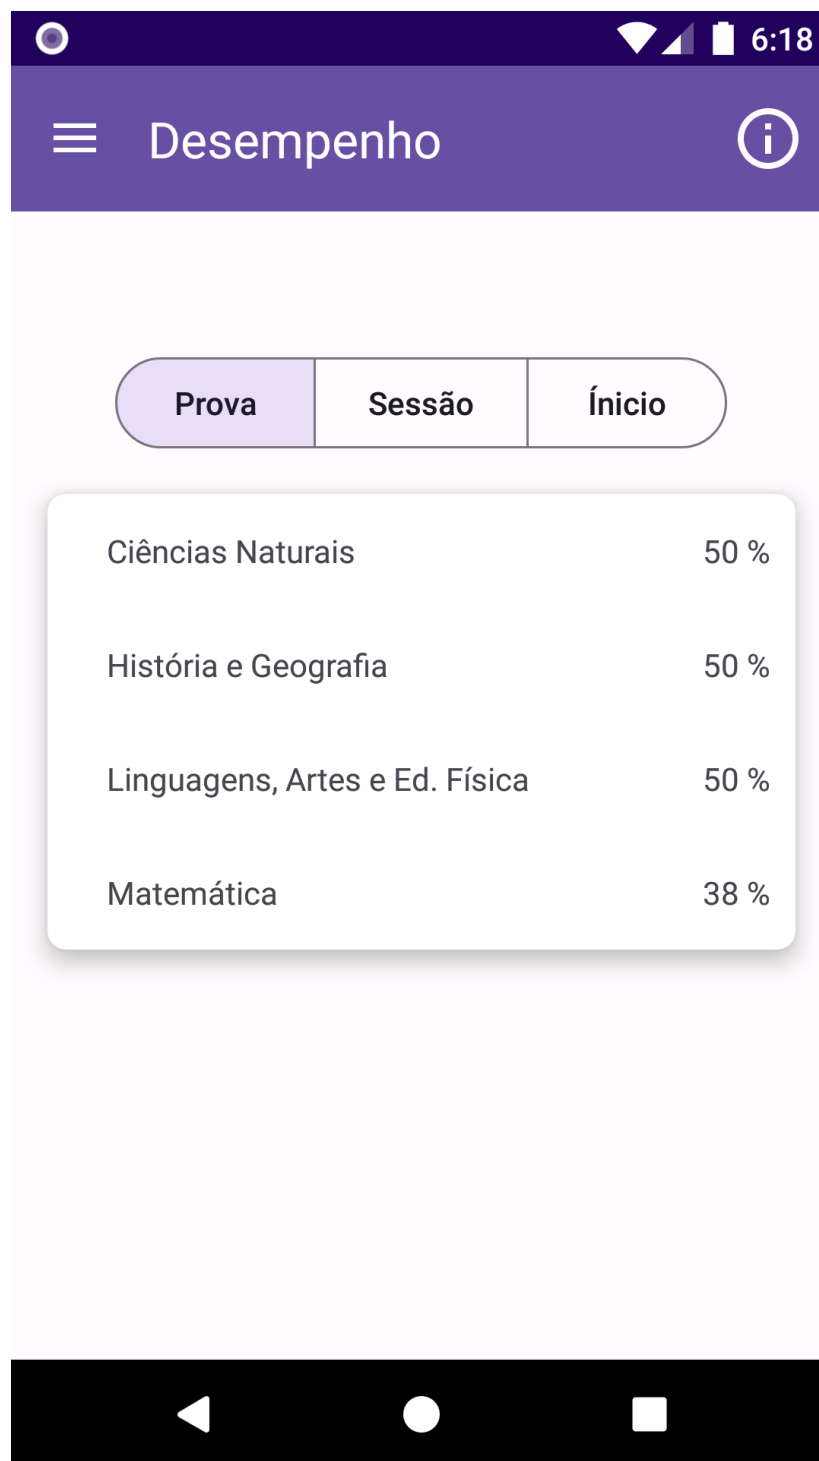 6:18
Desempenho
Prova Sessão Ínicio
Ciências Naturais 50 %
História e Geografia 50 %
Linguagens, Artes e Ed. Física 50 %
Matemática 38 %